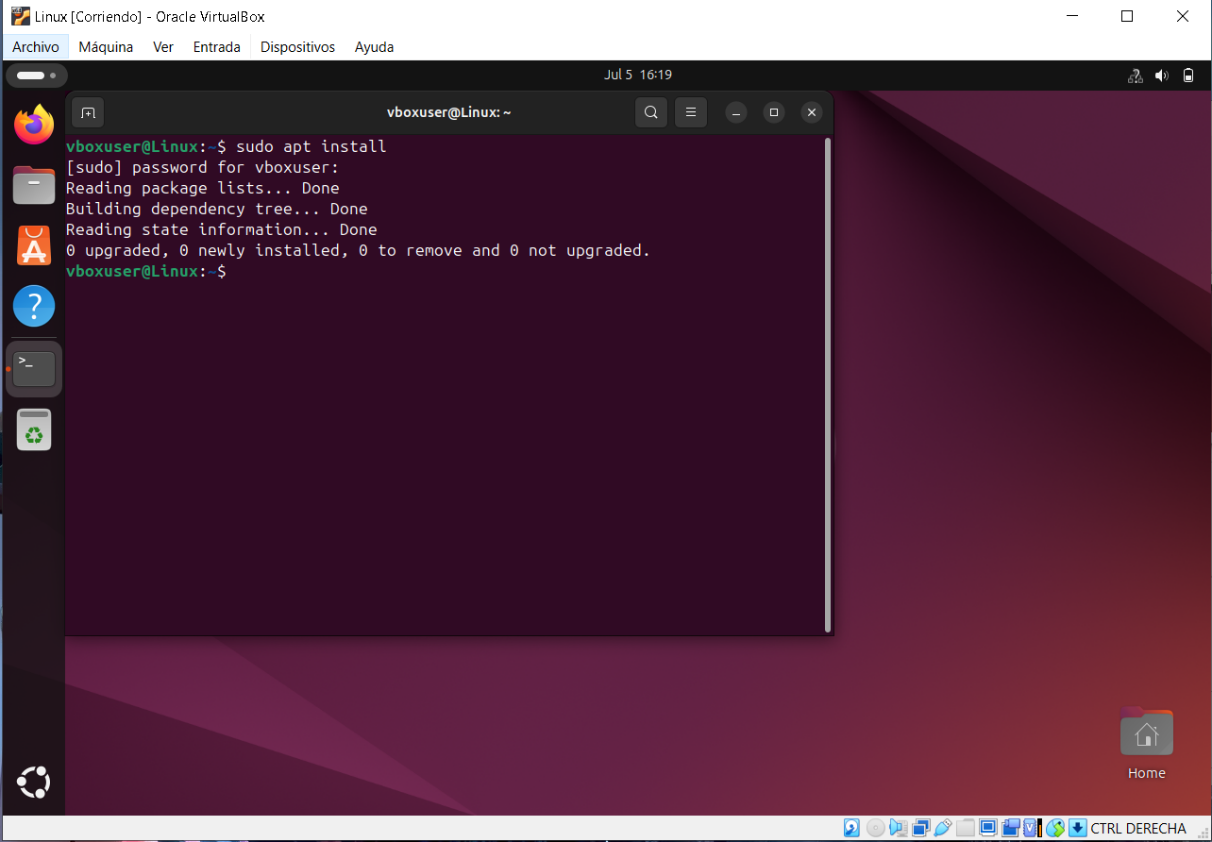 Linux [Corriendo] - Oracle VirtualBox
Archivo Máquina Ver Entrada Dispositivos Ayuda
Jul 5 16:19
vboxuser@Linux: ~
vboxuser@Linux:~$ sudo apt install
[sudo] password for vboxuser:
Reading package lists... Done
Building dependency tree... Done
Reading state information... Done
0 upgraded, 0 newly installed, 0 to remove and 0 not upgraded.
vboxuser@Linux:~$
Home
CTRL DERECHA